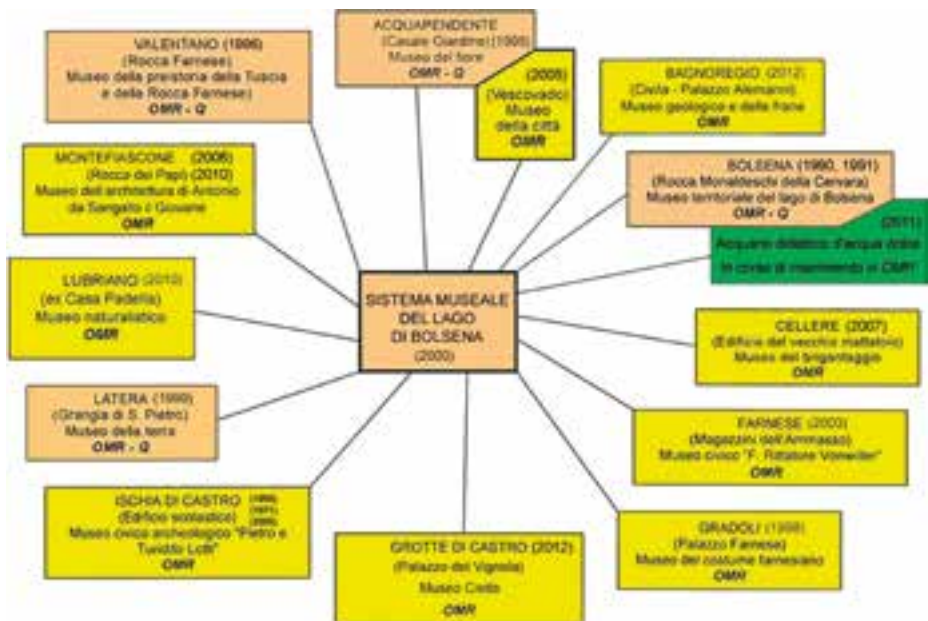 VALENTANO (1996)
(Rocca Farnese)
Museo della preistoria della Tuscia
e della Rocca Farnese)
OMR - Q
ACQUAPENDENTE
(Casale Giardino)
Museo del fiore
OMR - Q
(2005)
(Vescovado)
Museo
della città
OMR
BAGNOREGIO (2012)
(Civita - Palazzo Alemanni)
Museo geologico e delle frane
OMR
MONTEFIASCONE (2006)
(Rocca dei Papi) (2010)
Museo dell'architettura di Antonio
da Sangallo il Giovane
OMR
BOLSENA (1990, 1991)
(Rocca Monaldeschi della Cervara)
Museo territoriale del lago di Bolsena
OMR - Q
(2011)
Acquario didattico d'acqua dolce
In corso di inserimento in OMR
LUBRIANO (2010)
(ex Casa Padella)
Museo naturalistico
OMR
SISTEMA MUSEALE
DEL LAGO
DI BOLSENA
(2000)
CELLERE (2007)
(Edificio del vecchio mattatoio)
Museo del brigantaggio
OMR
LATERA (1999)
(Grangia di S. Pietro)
Museo della terra
OMR - Q
FARNESE (2003)
(Magazzini dell'Ammasso)
Museo civico "F. Rittatore Vonwiller"
OMR
ISCHIA DI CASTRO
(Edificio scolastico)
Museo civico archeologico "Pietro e
Turiddo Lotti"
OMR
GROTTE DI CASTRO (2012)
(Palazzo del Vignola)
Museo Civita
OMR
GRADOLI (1998)
(Palazzo Farnese)
Museo del costume farnesiano
OMR